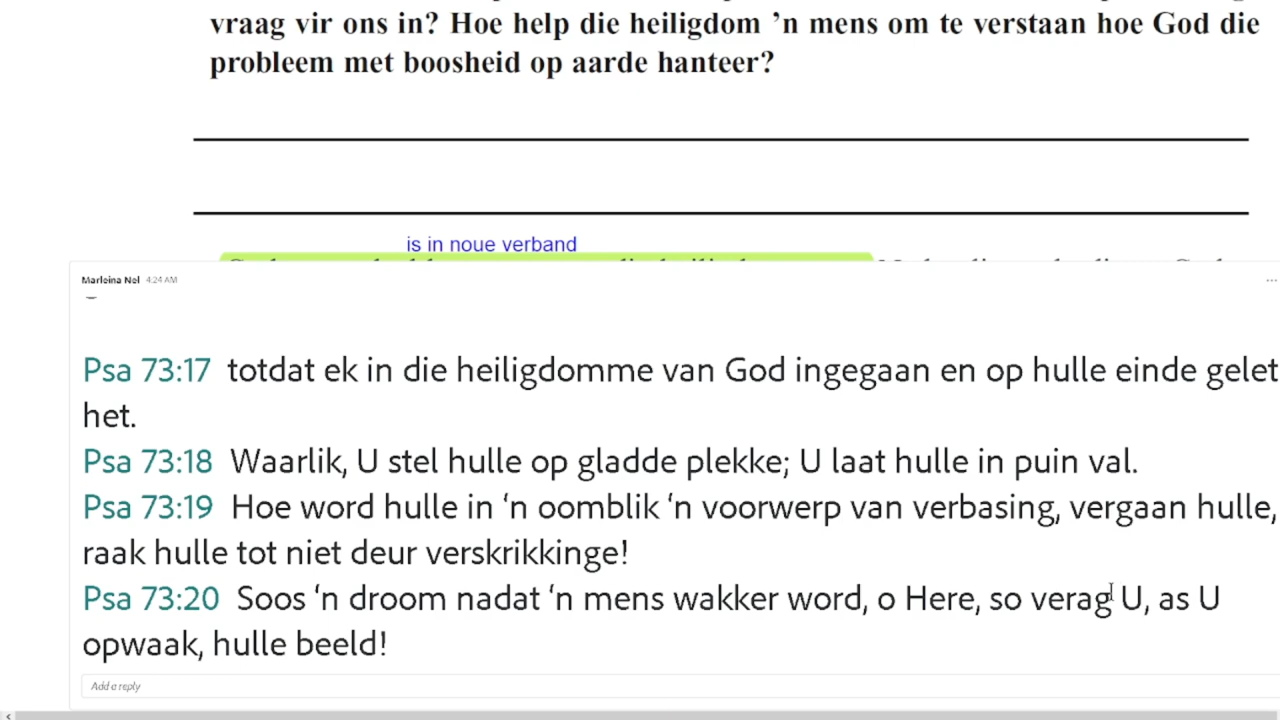 vraag vir ons in? Hoe help die heiligdom ’n mens om te verstaan hoe God die
probleem met boosheid op aarde hanteer?
is in noue verband
Marleina Nel 4:24 AM
Psa 73:17 totdat ek in die heiligdomme van God ingegaan en op hulle einde gelet
het.
Psa 73:18 Waarlik, U stel hulle op gladde plekke; U laat hulle in puin val.
Psa 73:19 Hoe word hulle in ‘n oomblik ‘n voorwerp van verbasing, vergaan hulle,
raak hulle tot niet deur verskrikkinge!
Psa 73:20 Soos ‘n droom nadat ‘n mens wakker word, o Here, so verag U, as U
opwaak, hulle beeld!
Add a reply